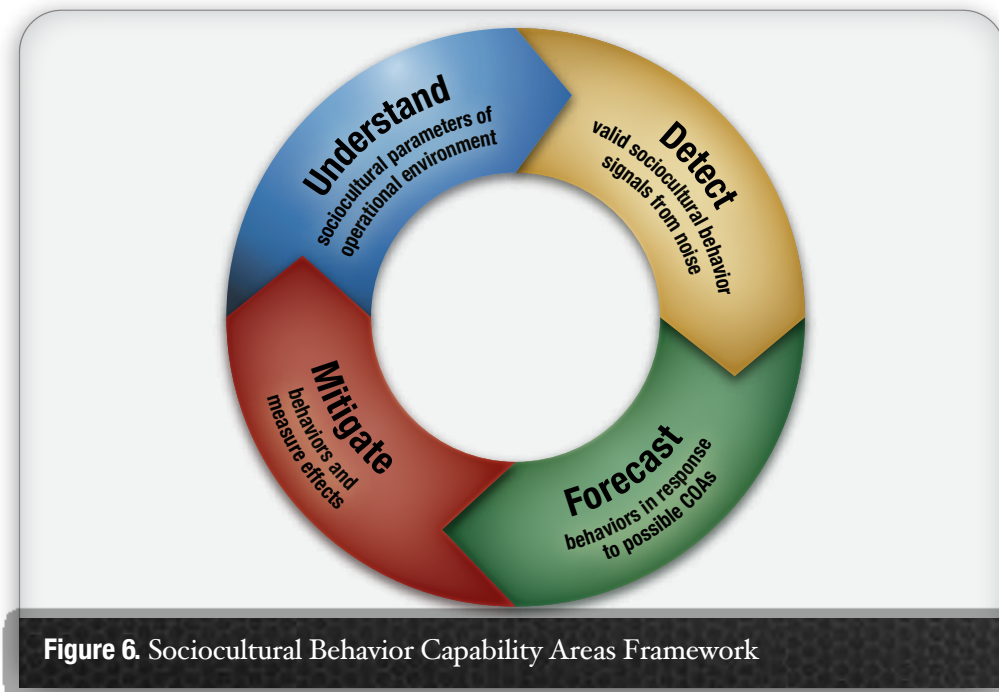 Understand
sociocultural parameters of
operational environment
Detect
valid sociocultural behavior
signals from noise
Forecast
behaviors in response
to possible COAs
Mitigate
behaviors and
measure effects
Figure 6. Sociocultural Behavior Capability Areas Framework